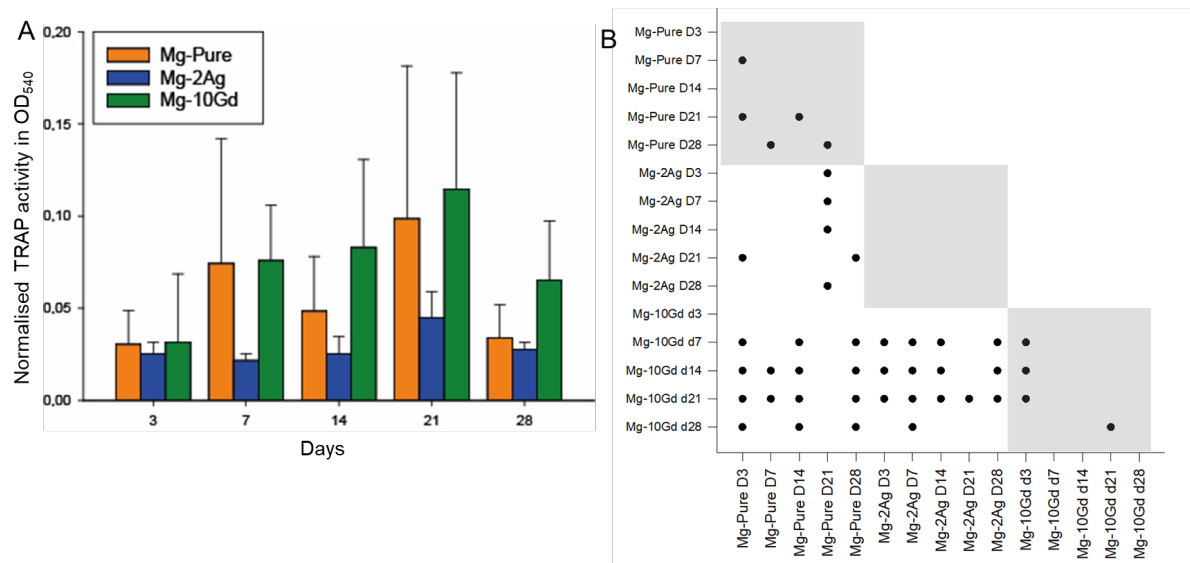 A
Normalised TRAP activity in OD540
0,20
0,15
0,10
0,05
0,00
Mg-Pure
Mg-2Ag
Mg-10Gd
3 7 14 21 28
Days
B
Mg-Pure D3
Mg-Pure D7
Mg-Pure D14
Mg-Pure D21
Mg-Pure D28
Mg-2Ag D3
Mg-2Ag D7
Mg-2Ag D14
Mg-2Ag D21
Mg-2Ag D28
Mg-10Gd d3
Mg-10Gd d7
Mg-10Gd d14
Mg-10Gd d21
Mg-10Gd d28
Mg-Pure D3
Mg-Pure D7
Mg-Pure D14
Mg-Pure D21
Mg-Pure D28
Mg-2Ag D3
Mg-2Ag D7
Mg-2Ag D14
Mg-2Ag D21
Mg-2Ag D28
Mg-10Gd d3
Mg-10Gd d7
Mg-10Gd d14
Mg-10Gd d21
Mg-10Gd d28